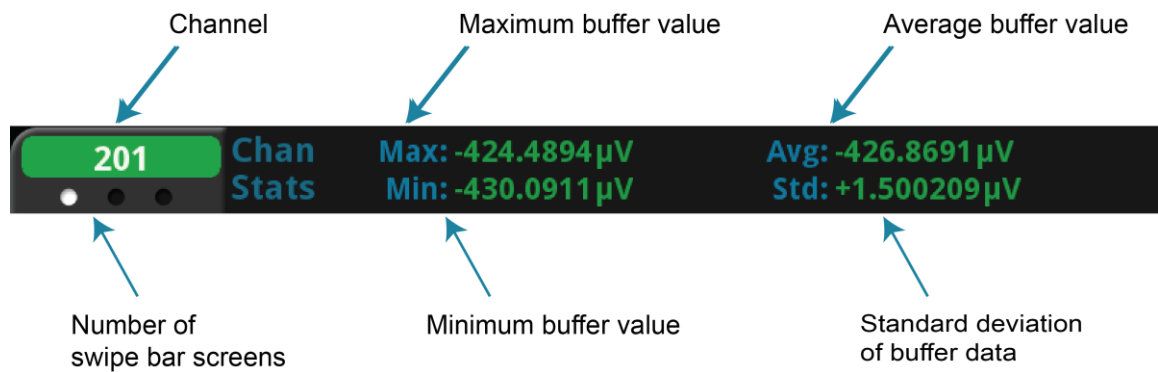 Channel
Maximum buffer value
Average buffer value
201
Chan
Stats
Max: -424.4894µV
Min: -430.0911µV
Avg: -426.8691µV
Std: +1.500209µV
Number of
swipe bar screens
Minimum buffer value
Standard deviation
of buffer data